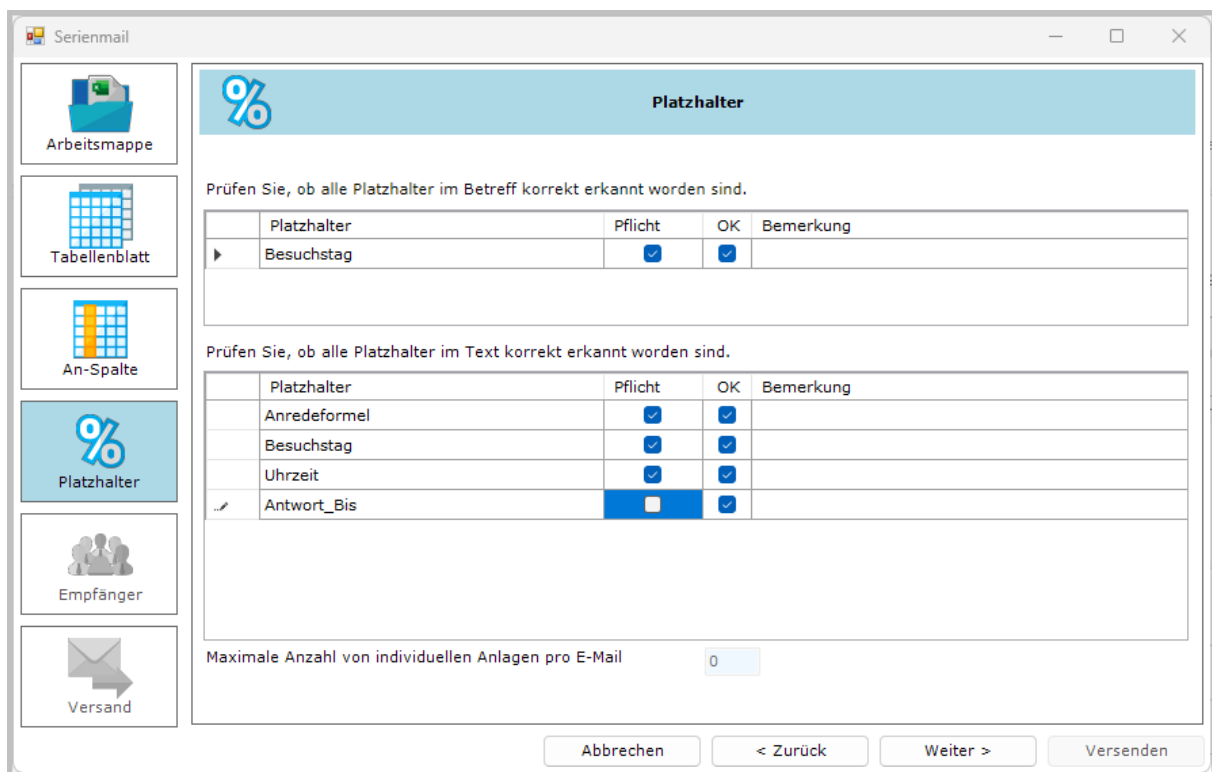 Serienmail
Arbeitsmappe
Tabellenblatt
An-Spalte
Platzhalter
Empfänger
Versand
Platzhalter
Prüfen Sie, ob alle Platzhalter im Betreff korrekt erkannt worden sind.
Platzhalter Pflicht OK Bemerkung
Besuchstag
Prüfen Sie, ob alle Platzhalter im Text korrekt erkannt worden sind.
Platzhalter Pflicht OK Bemerkung
Anredeformel
Besuchstag
Uhrzeit
Antwort_Bis
Maximale Anzahl von individuellen Anlagen pro E-Mail 0
Abbrechen < Zurück Weiter > Versenden